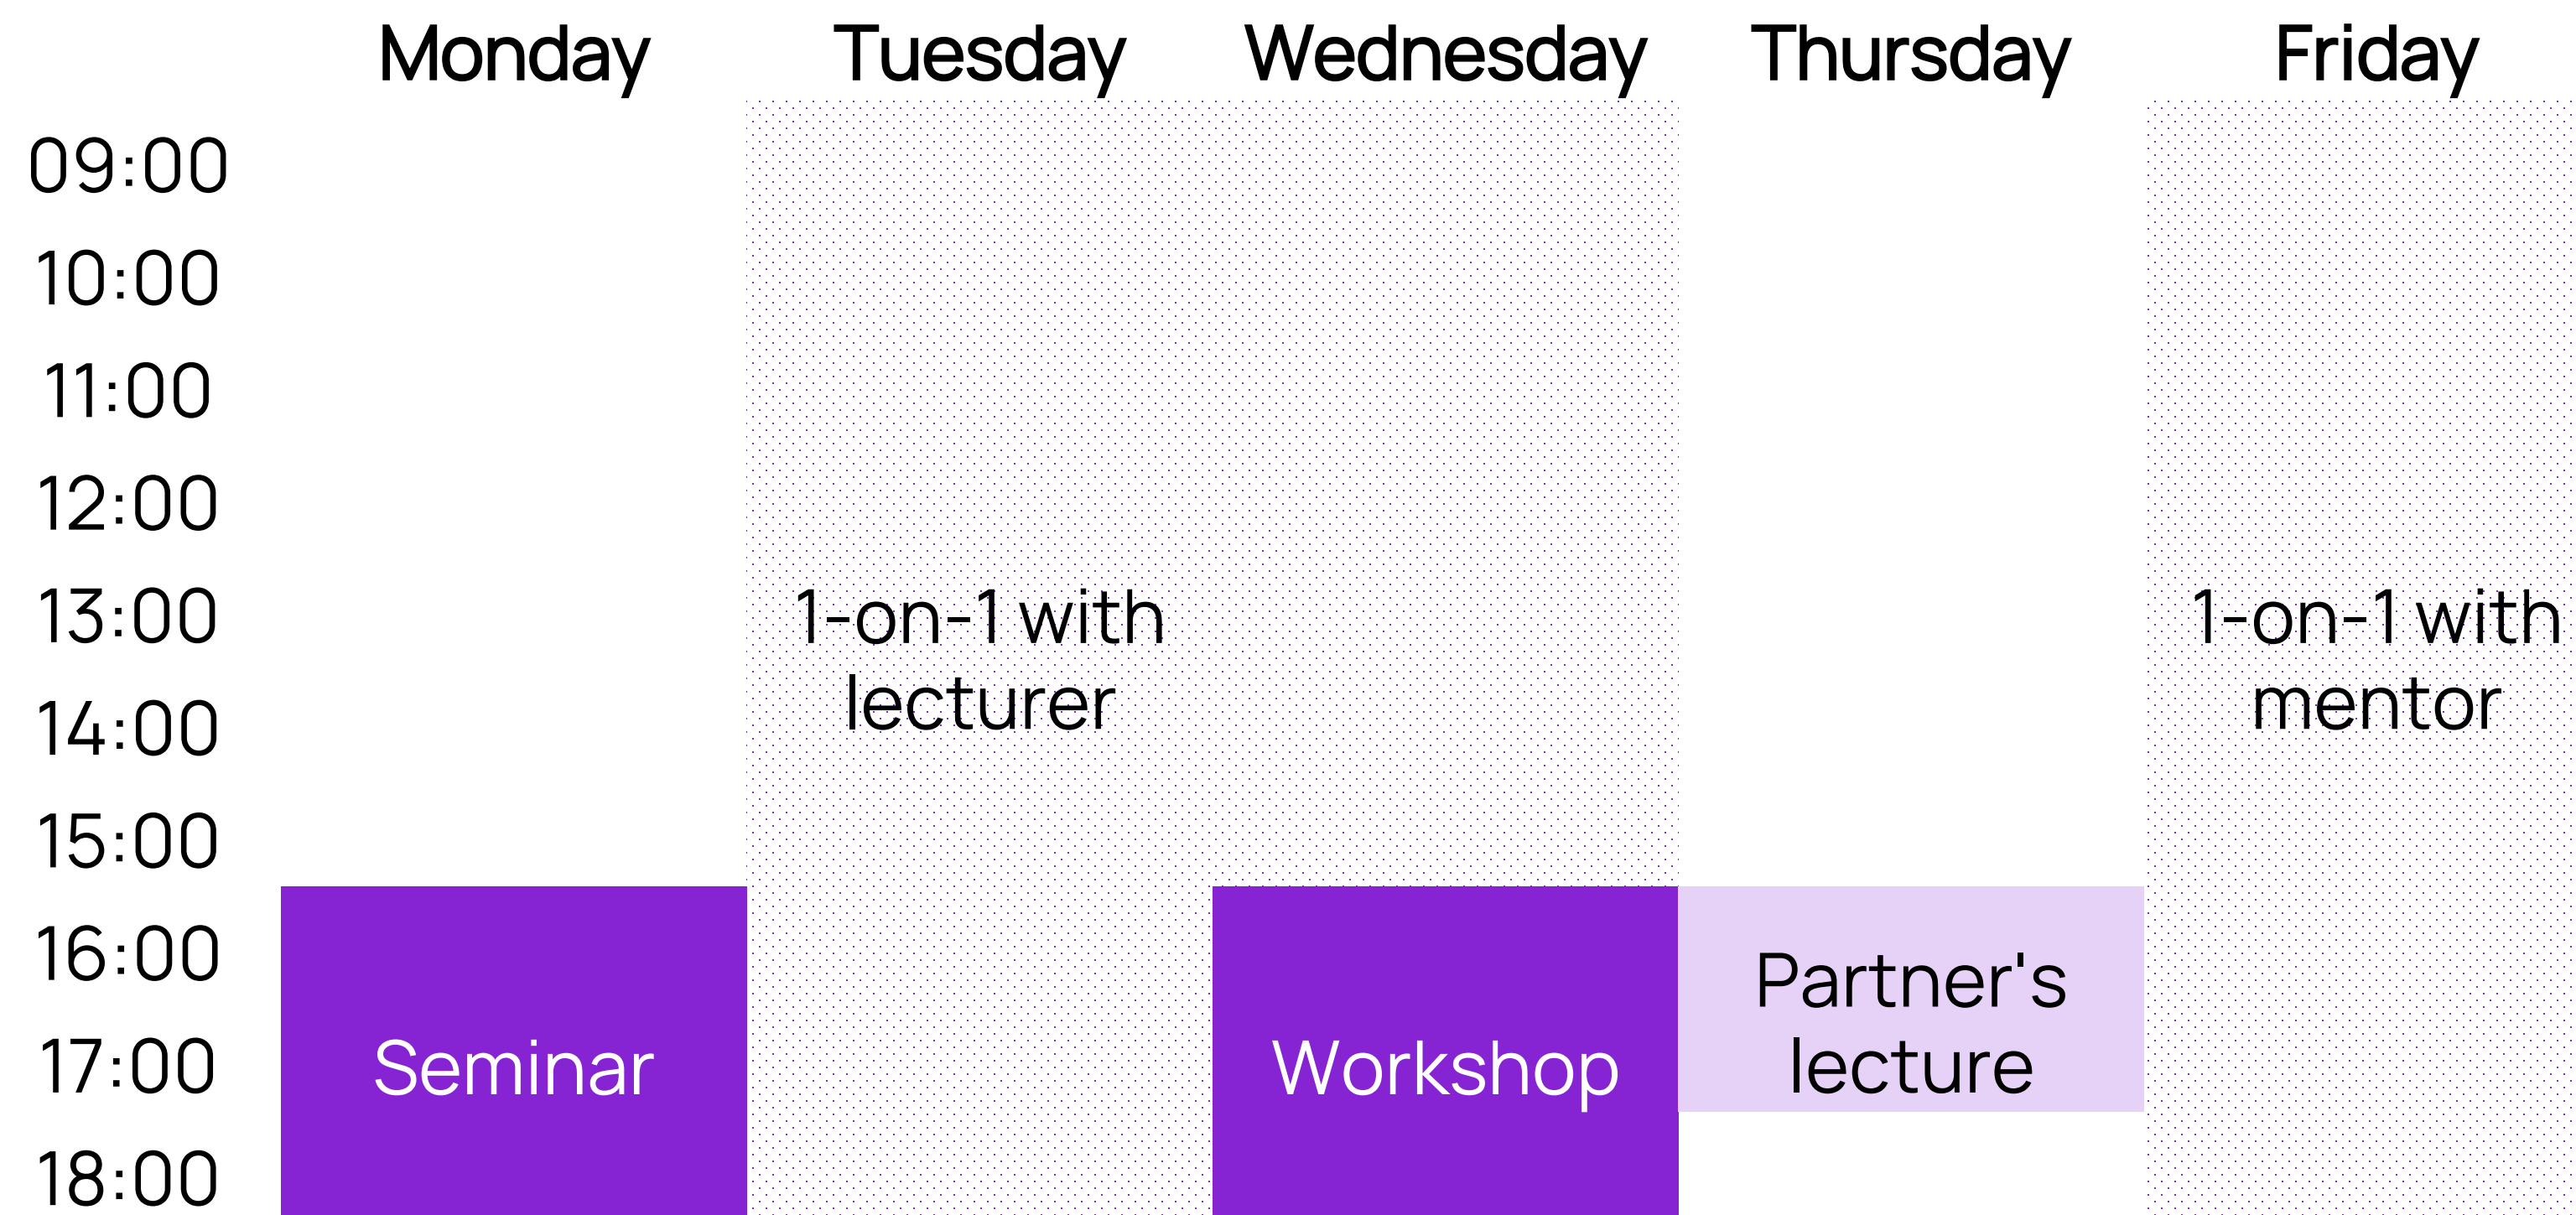 Monday Tuesday Wednesday Thursday Friday
09:00
10:00
11:00
12:00
13:00
1-on-1 with
lecturer
1-on-1 with
mentor
14:00
15:00
16:00
Partner's
lecture
17:00
Seminar
Workshop
18:00